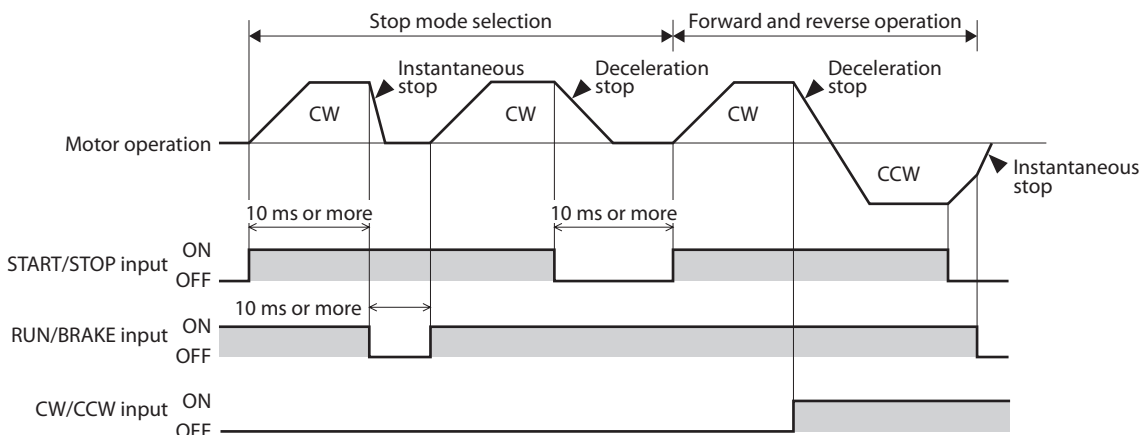 Stop mode selection
Forward and reverse operation
Instantaneous
stop
Deceleration
stop
Deceleration
stop
CW
CW
CW
Motor operation
CCW
Instantaneous
stop
10 ms or more
10 ms or more
START/STOP input
ON
OFF
10 ms or more
RUN/BRAKE input
ON
OFF
CW/CCW input
ON
OFF